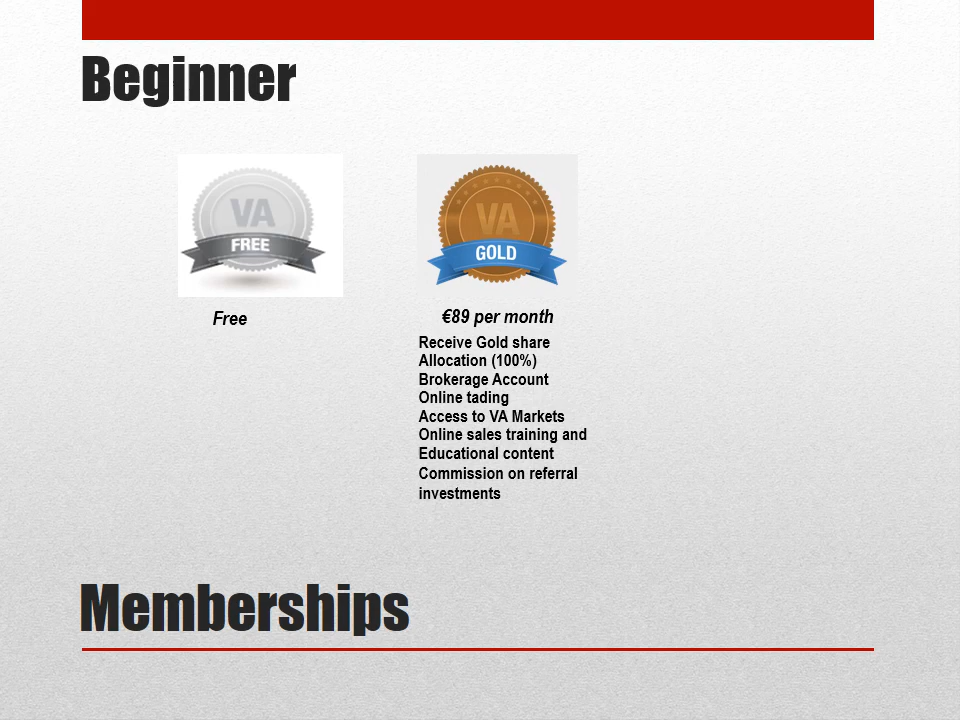 Beginner
VA
FREE
VA
GOLD
Free
€89 per month
Receive Gold share
Allocation (100%)
Brokerage Account
Online tading
Access to VA Markets
Online sales training and
Educational content
Commission on referral
investments
Memberships